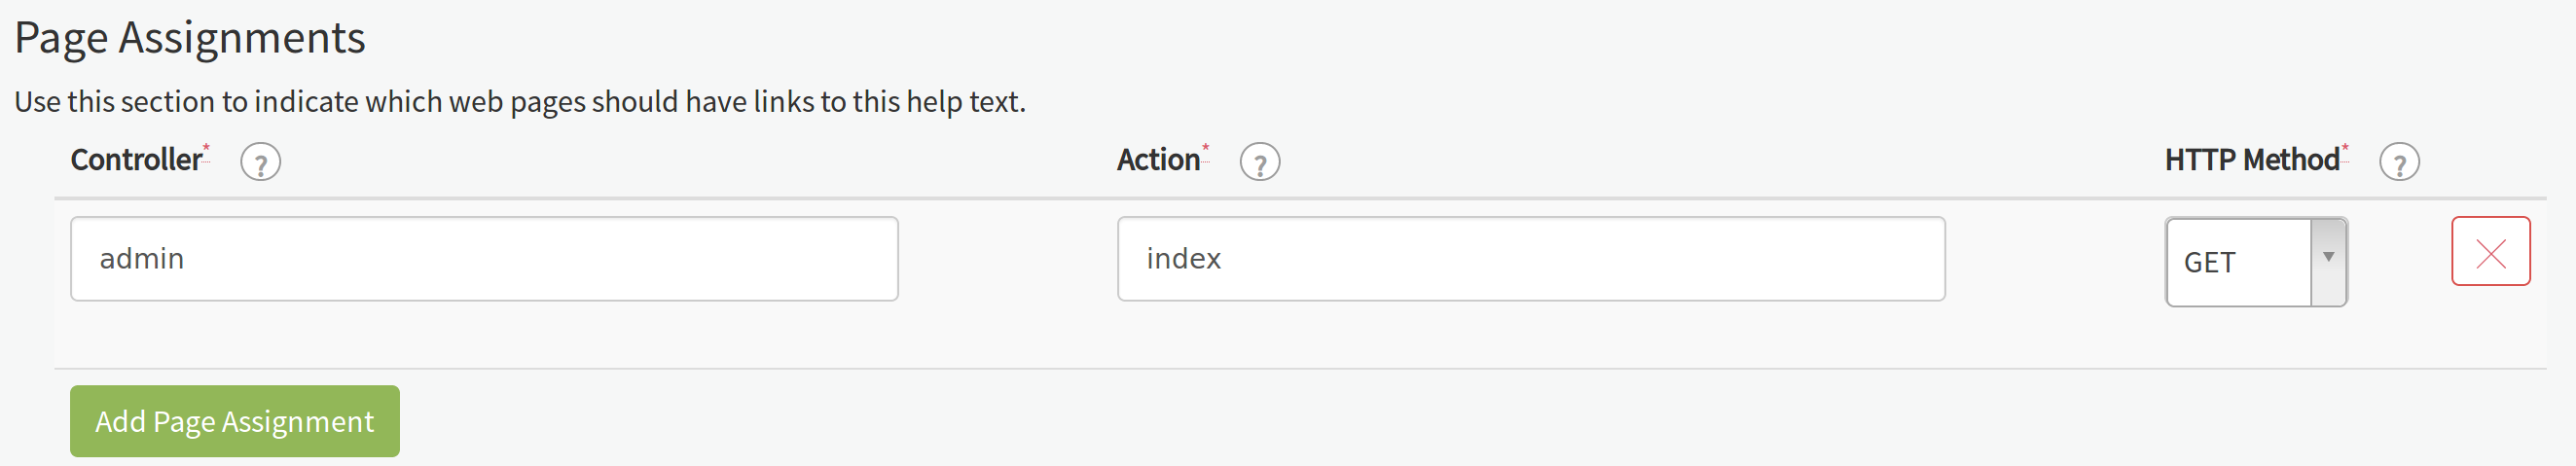 Page Assignments
Use this section to indicate which web pages should have links to this help text.
Controller* ? Action* ? HTTP Method* ?
admin index GET
Add Page Assignment